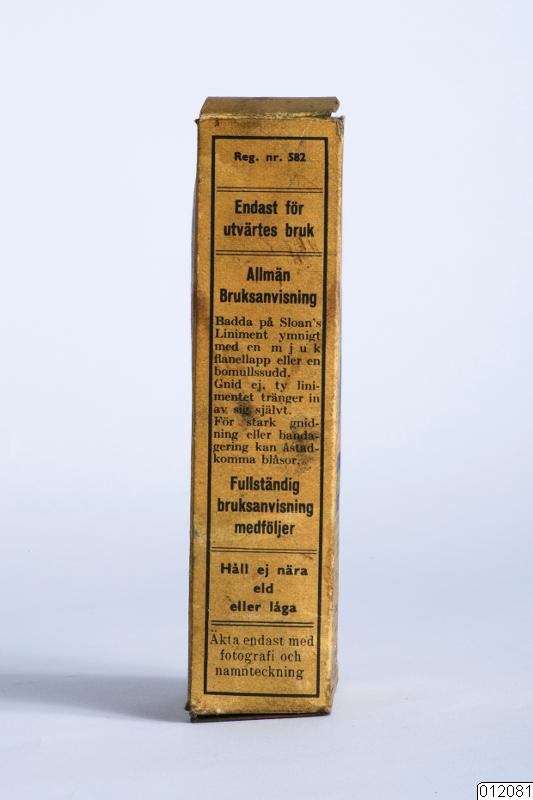 Reg. nr. 582
Endast för
utvärtes bruk
Allmän
Bruksanvisning
Badda på Sloan's
Liniment ymnigt
med en mjuk
flanellapp eller en
bomullssudd.
Gnid ej, ty lini-
mentet tränger in
av sig självt.
För stark gnid-
ning eller banda-
gering kan åstad-
komma blåsor.
Fullständig
bruksanvisning
medföljer
Håll ej nära
eld
eller låga
Äkta endast med
fotografi och
namnteckning
012081